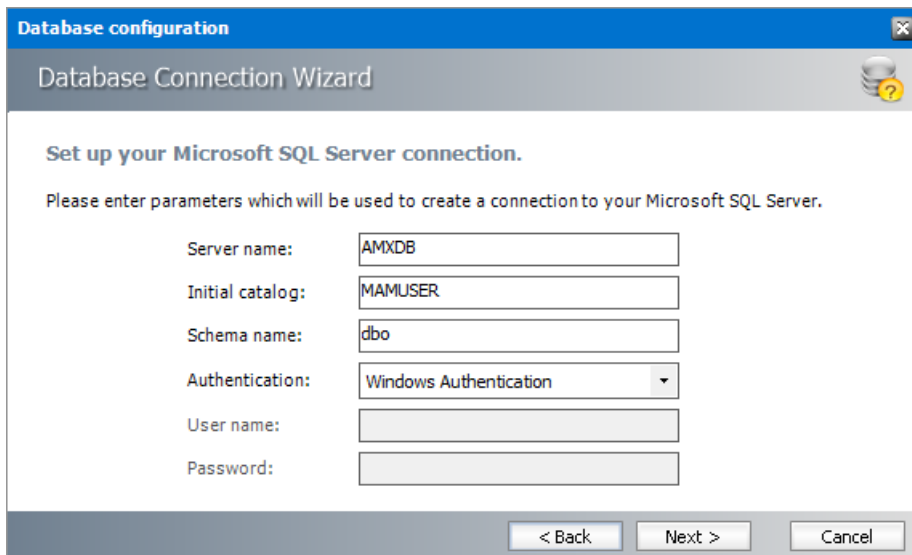 Database configuration
Database Connection Wizard
Set up your Microsoft SQL Server connection.
Please enter parameters which will be used to create a connection to your Microsoft SQL Server.
Server name: AMXDB
Initial catalog: MAMUSER
Schema name: dbo
Authentication: Windows Authentication
User name:
Password:
< Back Next > Cancel